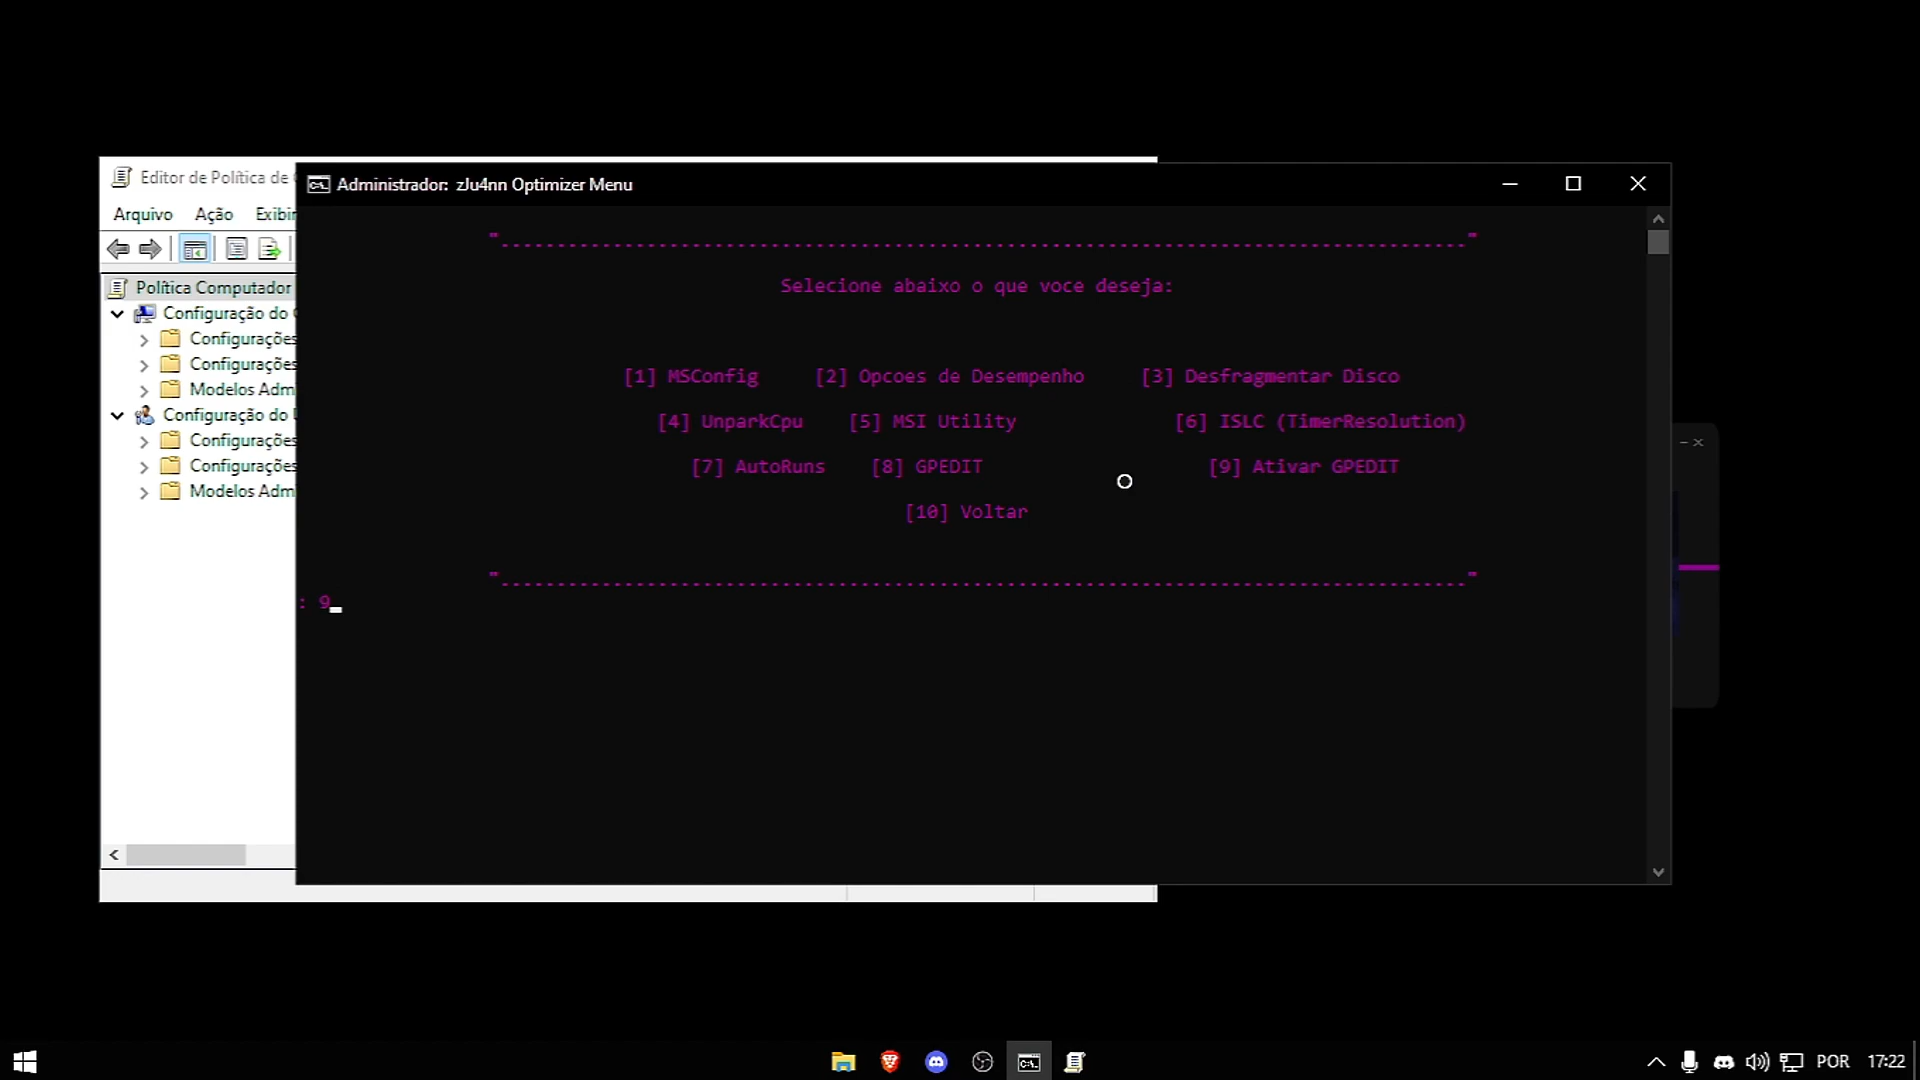 Editor de Política de
Administrador: zJu4nn Optimizer Menu
Arquivo Ação Exibir
Política Computador
Configuração do
Configurações
Configurações
Modelos Adm
Configuração do
Configurações
Configurações
Modelos Adm
"------------------------------------------------------------------------------------"
Selecione abaixo o que voce deseja:
[1] MSConfig [2] Opcoes de Desempenho [3] Desfragmentar Disco
[4] UnparkCpu [5] MSI Utility [6] ISLC (TimerResolution)
[7] AutoRuns [8] GPEDIT [9] Ativar GPEDIT
[10] Voltar
"------------------------------------------------------------------------------------"
: 9_
POR 17:22